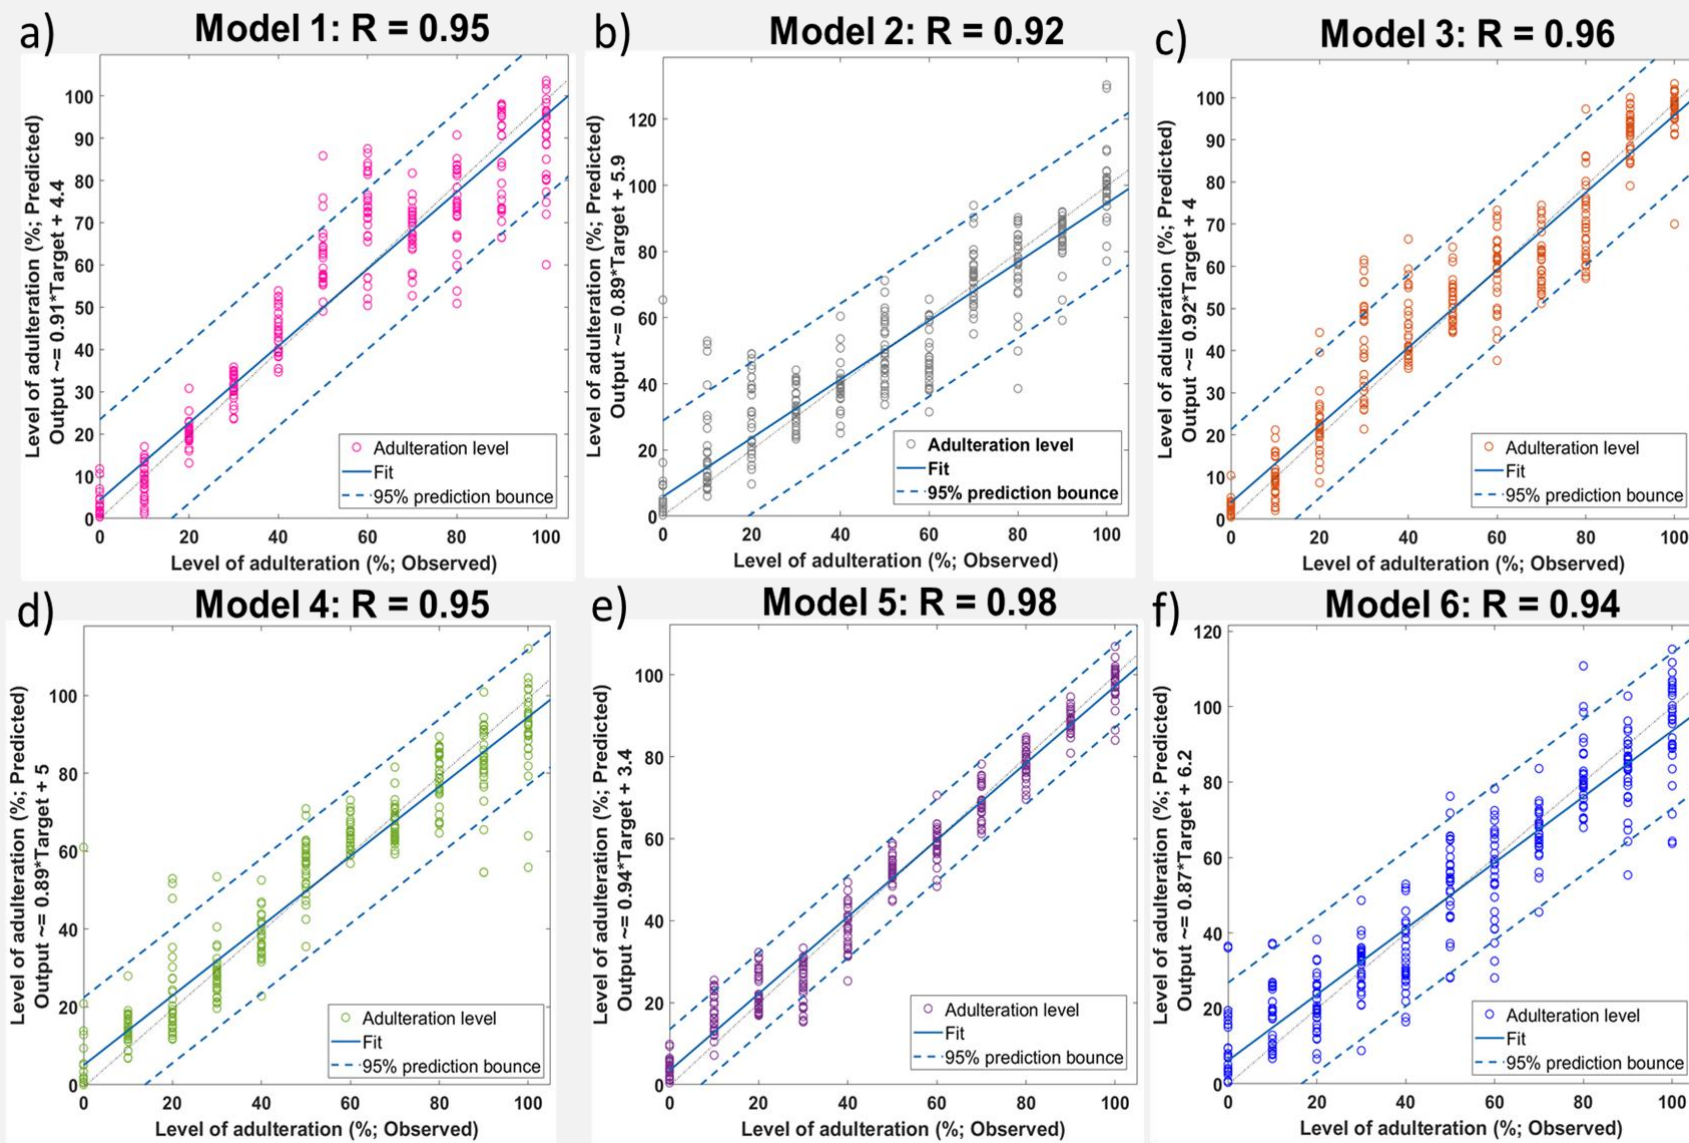 a)
Model 1: R = 0.95
Level of adulteration (%; Predicted)
Output ~= 0.91*Target + 4.4
100
90
80
70
60
50
40
30
20
10
0
Adulteration level
Fit
95% prediction bounce
0 20 40 60 80 100
Level of adulteration (%; Observed)
b)
Model 2: R = 0.92
Level of adulteration (%; Predicted)
Output ~= 0.89*Target + 5.9
120
100
80
60
40
20
0
Adulteration level
Fit
95% prediction bounce
0 20 40 60 80 100
Level of adulteration (%; Observed)
c)
Model 3: R = 0.96
Level of adulteration (%; Predicted)
Output ~= 0.92*Target + 4
100
90
80
70
60
50
40
30
20
10
0
Adulteration level
Fit
95% prediction bounce
0 20 40 60 80 100
Level of adulteration (%; Observed)
d)
Model 4: R = 0.95
Level of adulteration (%; Predicted)
Output ~= 0.89*Target + 5
100
80
60
40
20
0
Adulteration level
Fit
95% prediction bounce
0 20 40 60 80 100
Level of adulteration (%; Observed)
e)
Model 5: R = 0.98
Level of adulteration (%; Predicted)
Output ~= 0.94*Target + 3.4
100
80
60
40
20
0
Adulteration level
Fit
95% prediction bounce
0 20 40 60 80 100
Level of adulteration (%; Observed)
f)
Model 6: R = 0.94
Level of adulteration (%; Predicted)
Output ~= 0.87*Target + 6.2
120
100
80
60
40
20
0
Adulteration level
Fit
95% prediction bounce
0 20 40 60 80 100
Level of adulteration (%; Observed)